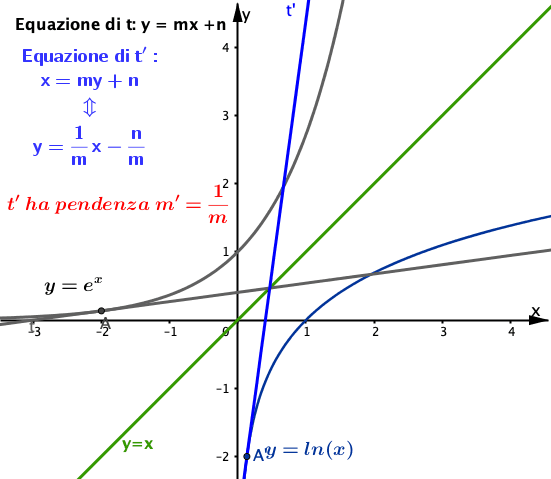 Equazione di t: y = mx +n
Equazione di t′ :
x = my + n
⇕
y = 1/m x − n/m
t′ ha pendenza m′ = 1/m
t'
y
4
3
2
1
y = eˣ
x
A
-3
-2
-1
0
1
2
3
4
-1
y=x
-2
A'
y = ln(x)